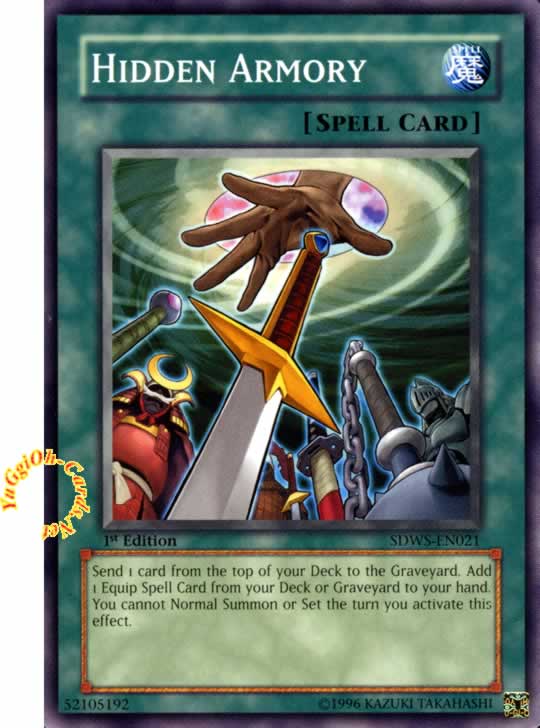 HIDDEN ARMORY
魔
[SPELL CARD]
YuGgiOh-Cards.Net
1st Edition
SDWS-EN021
Send 1 card from the top of your Deck to the Graveyard. Add
1 Equip Spell Card from your Deck or Graveyard to your hand.
You cannot Normal Summon or Set the turn you activate this
effect.
52105192
©1996 KAZUKI TAKAHASHI